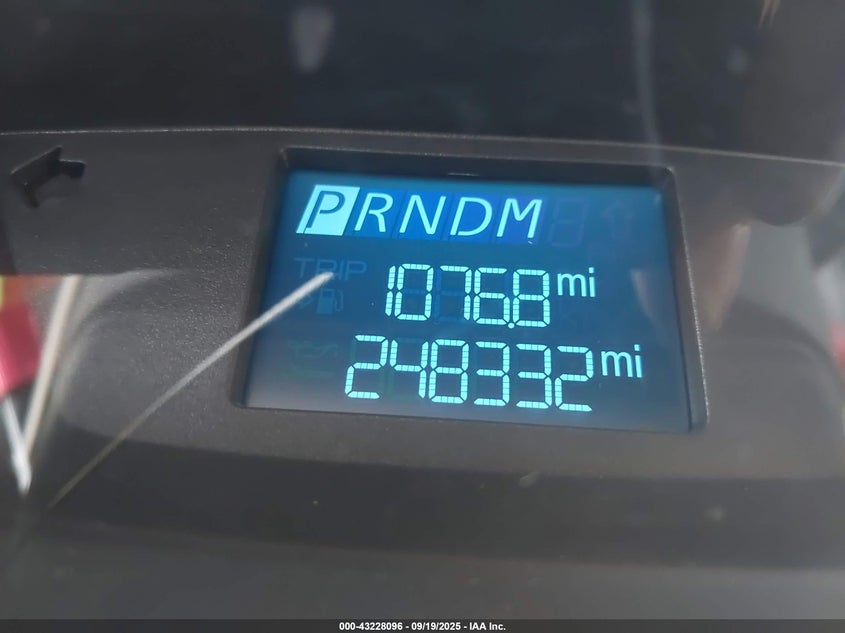 PRNDM
TRIP 1076.8 mi
248332 mi
000-43228096 - 09/19/2025 - IAA Inc.